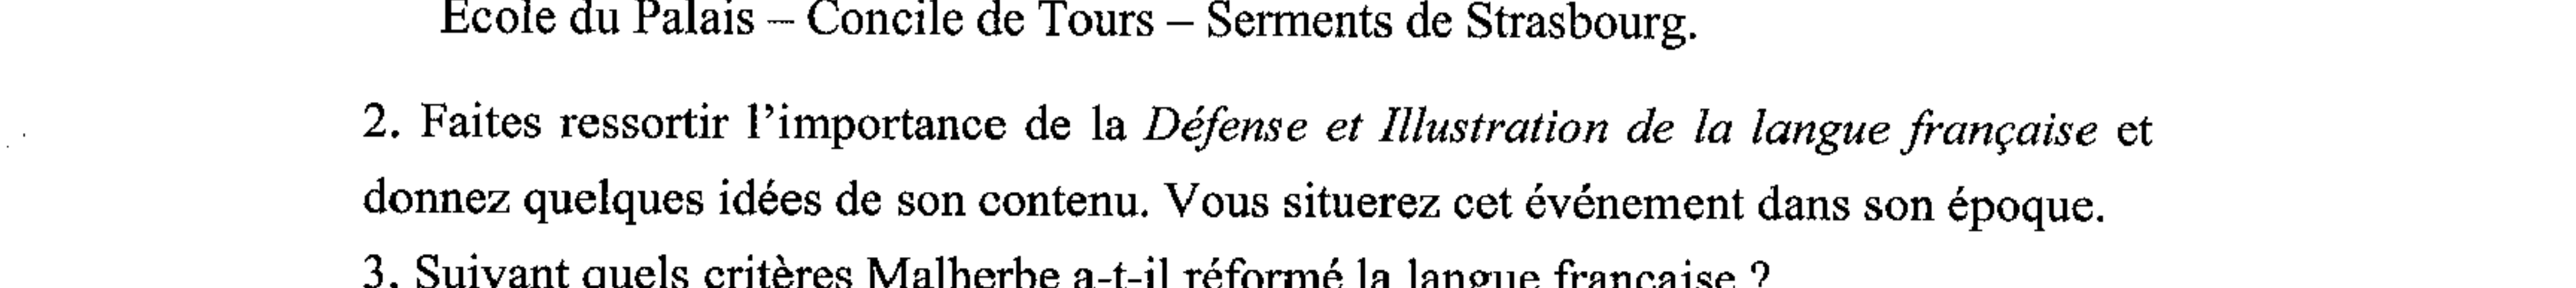 Ecole du Palais – Concile de Tours – Serments de Strasbourg.
2. Faites ressortir l'importance de la Défense et Illustration de la langue française et
donnez quelques idées de son contenu. Vous situerez cet événement dans son époque.
3. Suivant quels critères Malherbe a-t-il réformé la langue française ?